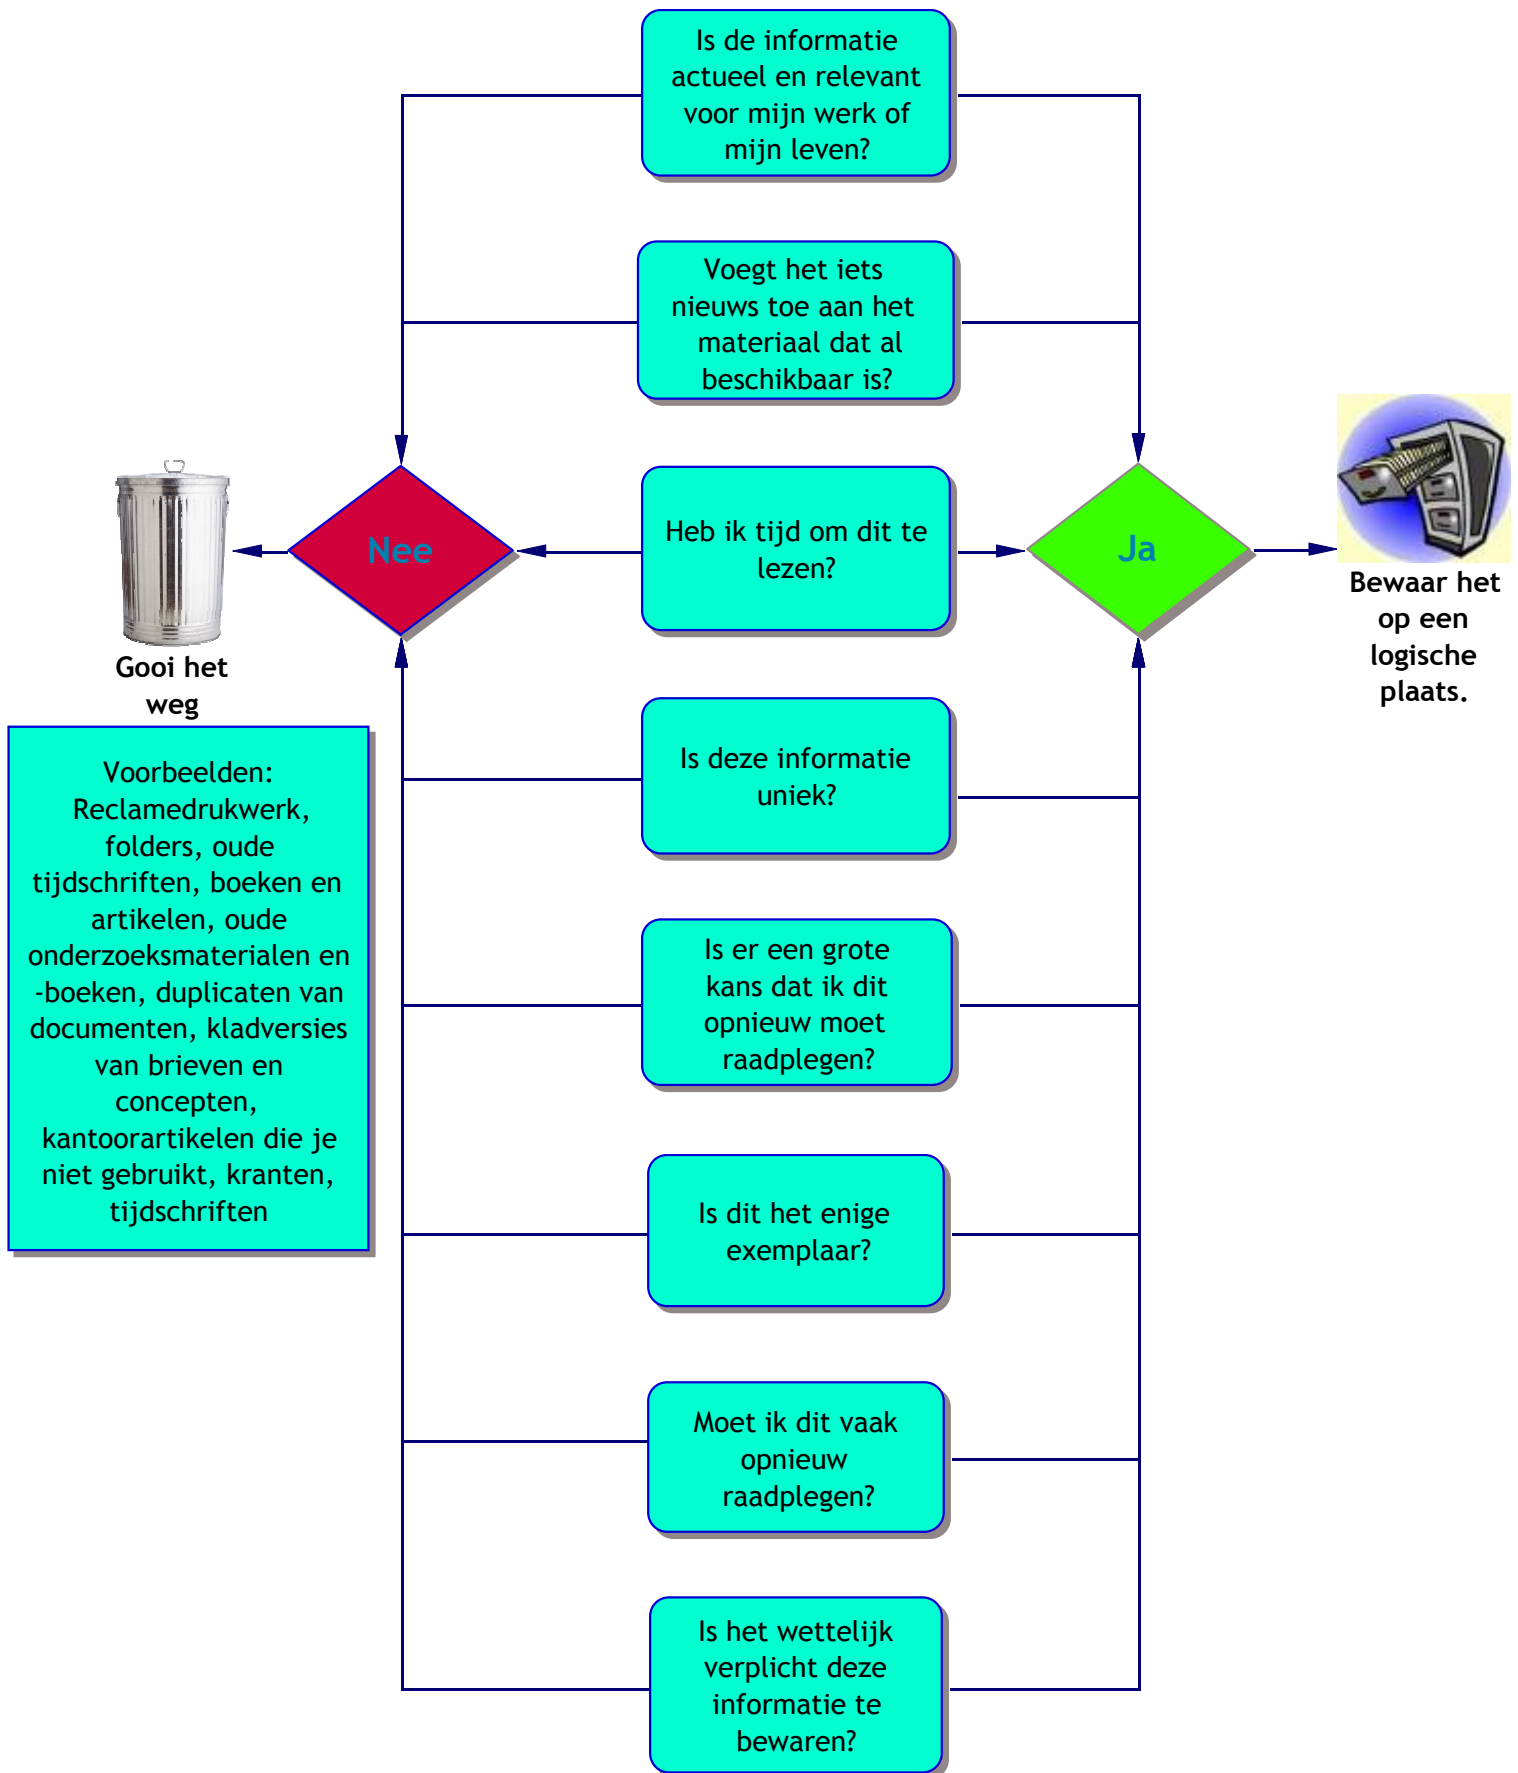 Is de informatie
actueel en relevant
voor mijn werk of
mijn leven?
Voegt het iets
nieuws toe aan het
materiaal dat al
beschikbaar is?
Nee
Heb ik tijd om dit te
lezen?
Ja
Gooi het
weg
Bewaar het
op een
logische
plaats.
Voorbeelden:
Reclamedrukwerk,
folders, oude
tijdschriften, boeken en
artikelen, oude
onderzoeksmaterialen en
-boeken, duplicaten van
documenten, kladversies
van brieven en
concepten,
kantoorartikelen die je
niet gebruikt, kranten,
tijdschriften
Is deze informatie
uniek?
Is er een grote
kans dat ik dit
opnieuw moet
raadplegen?
Is dit het enige
exemplaar?
Moet ik dit vaak
opnieuw
raadplegen?
Is het wettelijk
verplicht deze
informatie te
bewaren?